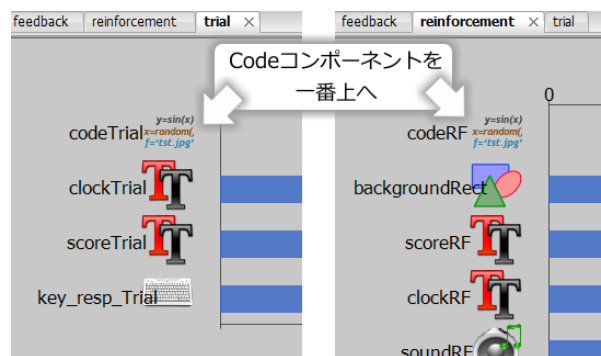 feedback reinforcement trial × feedback reinforcement × trial
Codeコンポーネントを
一番上へ
0
codeTrial
y=sin(x)
x=random(,
f='tst.jpg'
codeRF
y=sin(x)
x=random(,
f='tst.jpg'
clockTrial
backgroundRect
scoreTrial
scoreRF
key_resp_Trial
clockRF
soundRF